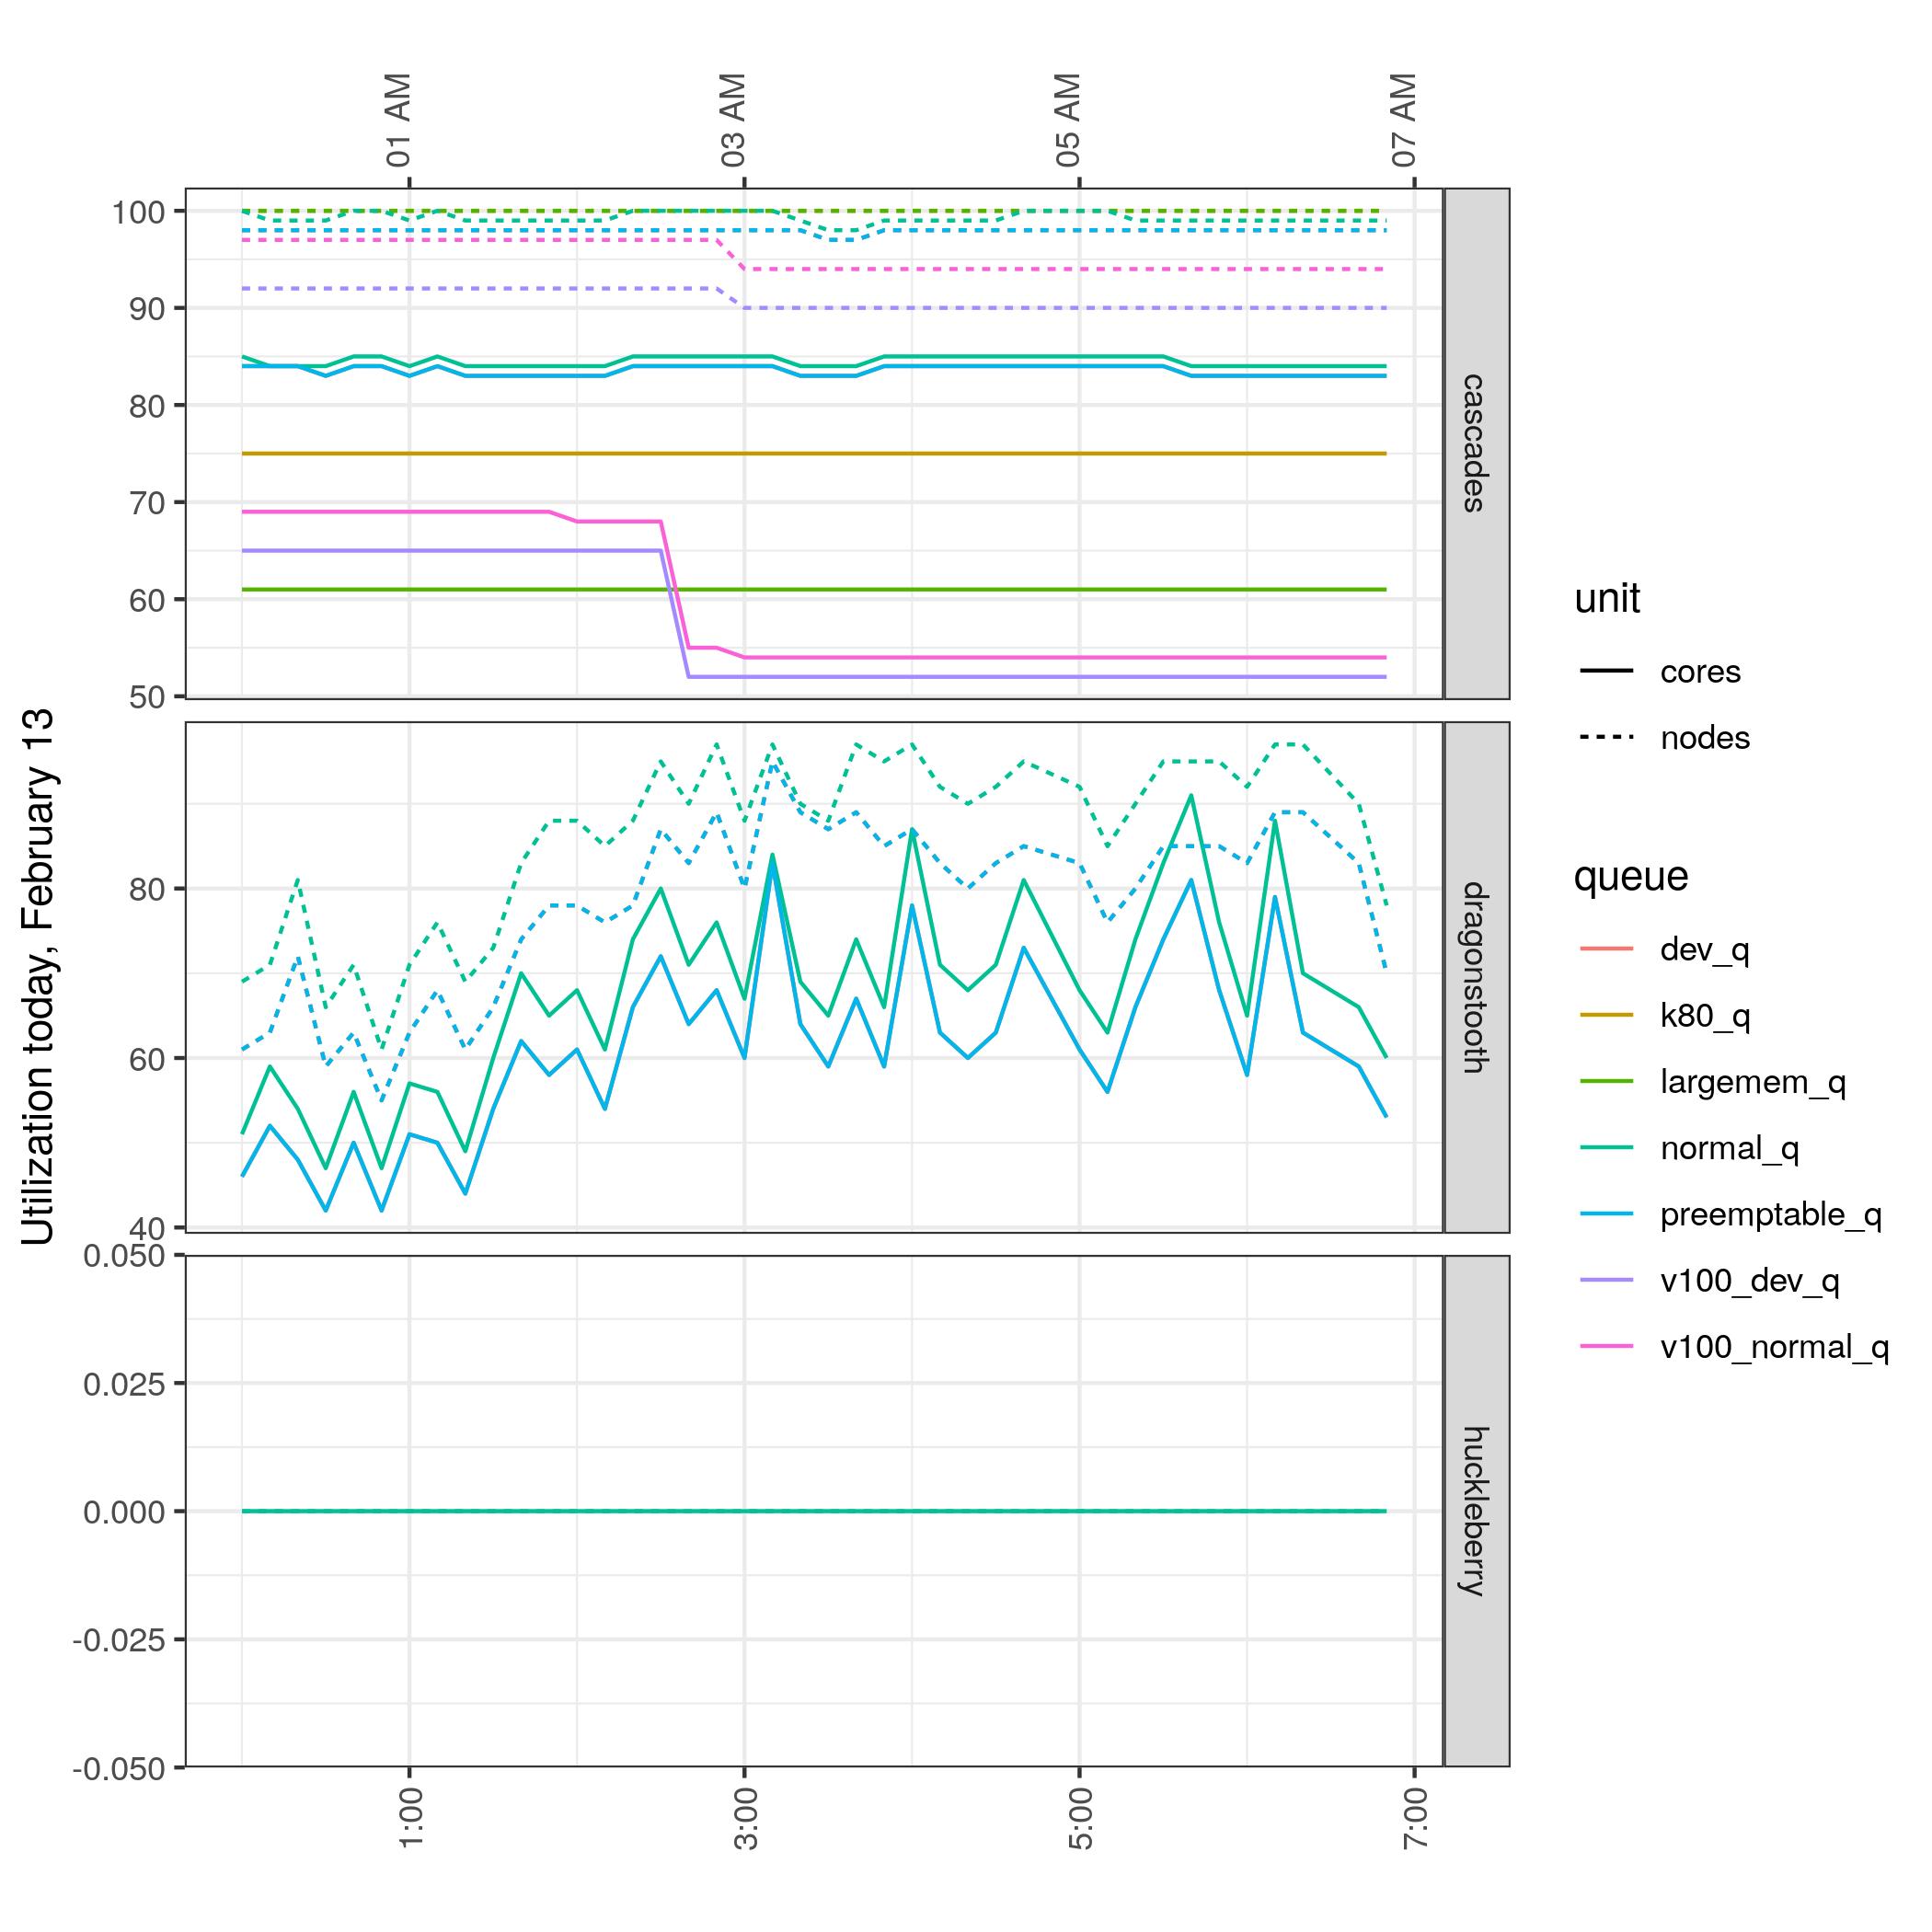 01 AM
03 AM
05 AM
07 AM
Utilization today, February 13
100
90
80
70
60
50
cascades
80
60
40
dragonstooth
0.050
0.025
0.000
-0.025
-0.050
huckleberry
1:00
3:00
5:00
7:00
unit
cores
nodes
queue
dev_q
k80_q
largemem_q
normal_q
preemptable_q
v100_dev_q
v100_normal_q